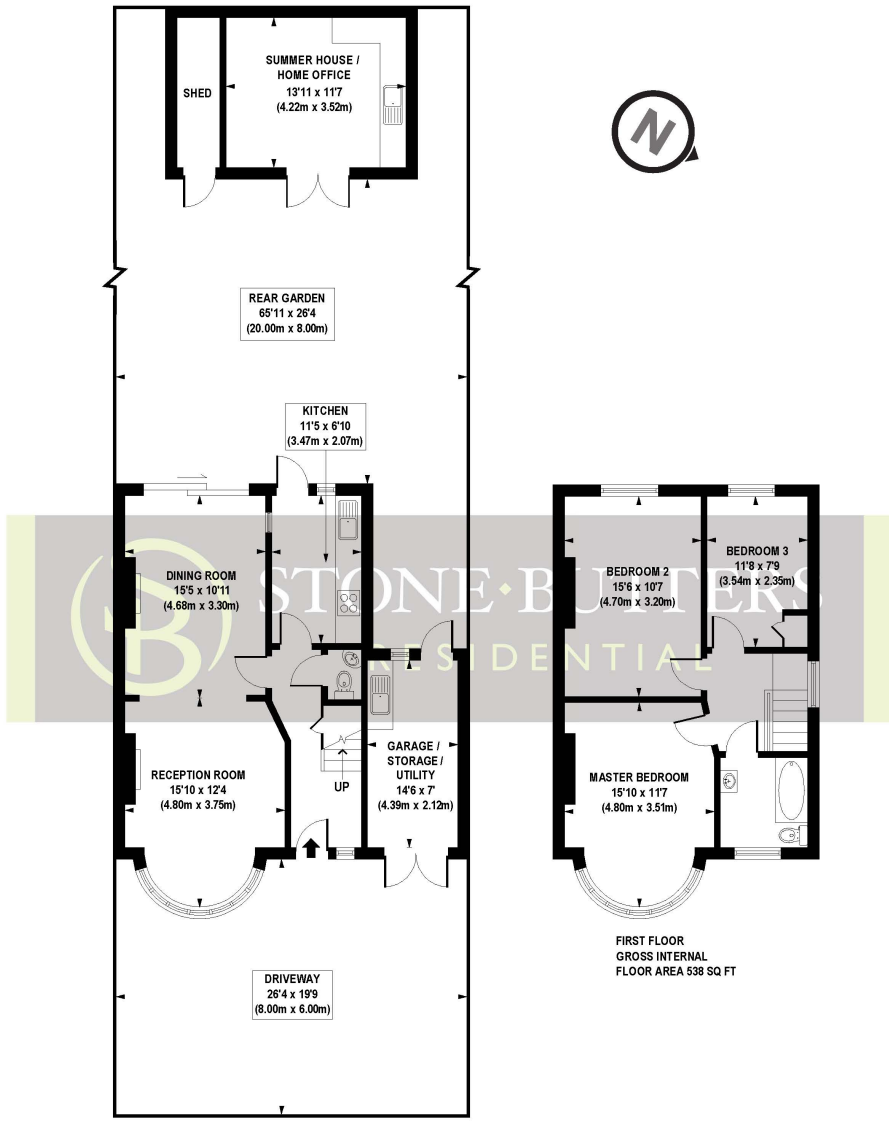 SUMMER HOUSE /
HOME OFFICE
13'11 x 11'7
(4.22m x 3.52m)
SHED
N
REAR GARDEN
65'11 x 26'4
(20.00m x 8.00m)
KITCHEN
11'5 x 6'10
(3.47m x 2.07m)
DINING ROOM
15'5 x 10'11
(4.68m x 3.30m)
BEDROOM 2
15'6 x 10'7
(4.70m x 3.20m)
BEDROOM 3
11'8 x 7'9
(3.54m x 2.35m)
STONE·BUTTERS
RESIDENTIAL
SB
RECEPTION ROOM
15'10 x 12'4
(4.80m x 3.75m)
UP
GARAGE /
STORAGE /
UTILITY
14'6 x 7'
(4.39m x 2.12m)
MASTER BEDROOM
15'10 x 11'7
(4.80m x 3.51m)
DRIVEWAY
26'4 x 19'9
(8.00m x 6.00m)
FIRST FLOOR
GROSS INTERNAL
FLOOR AREA 538 SQ FT